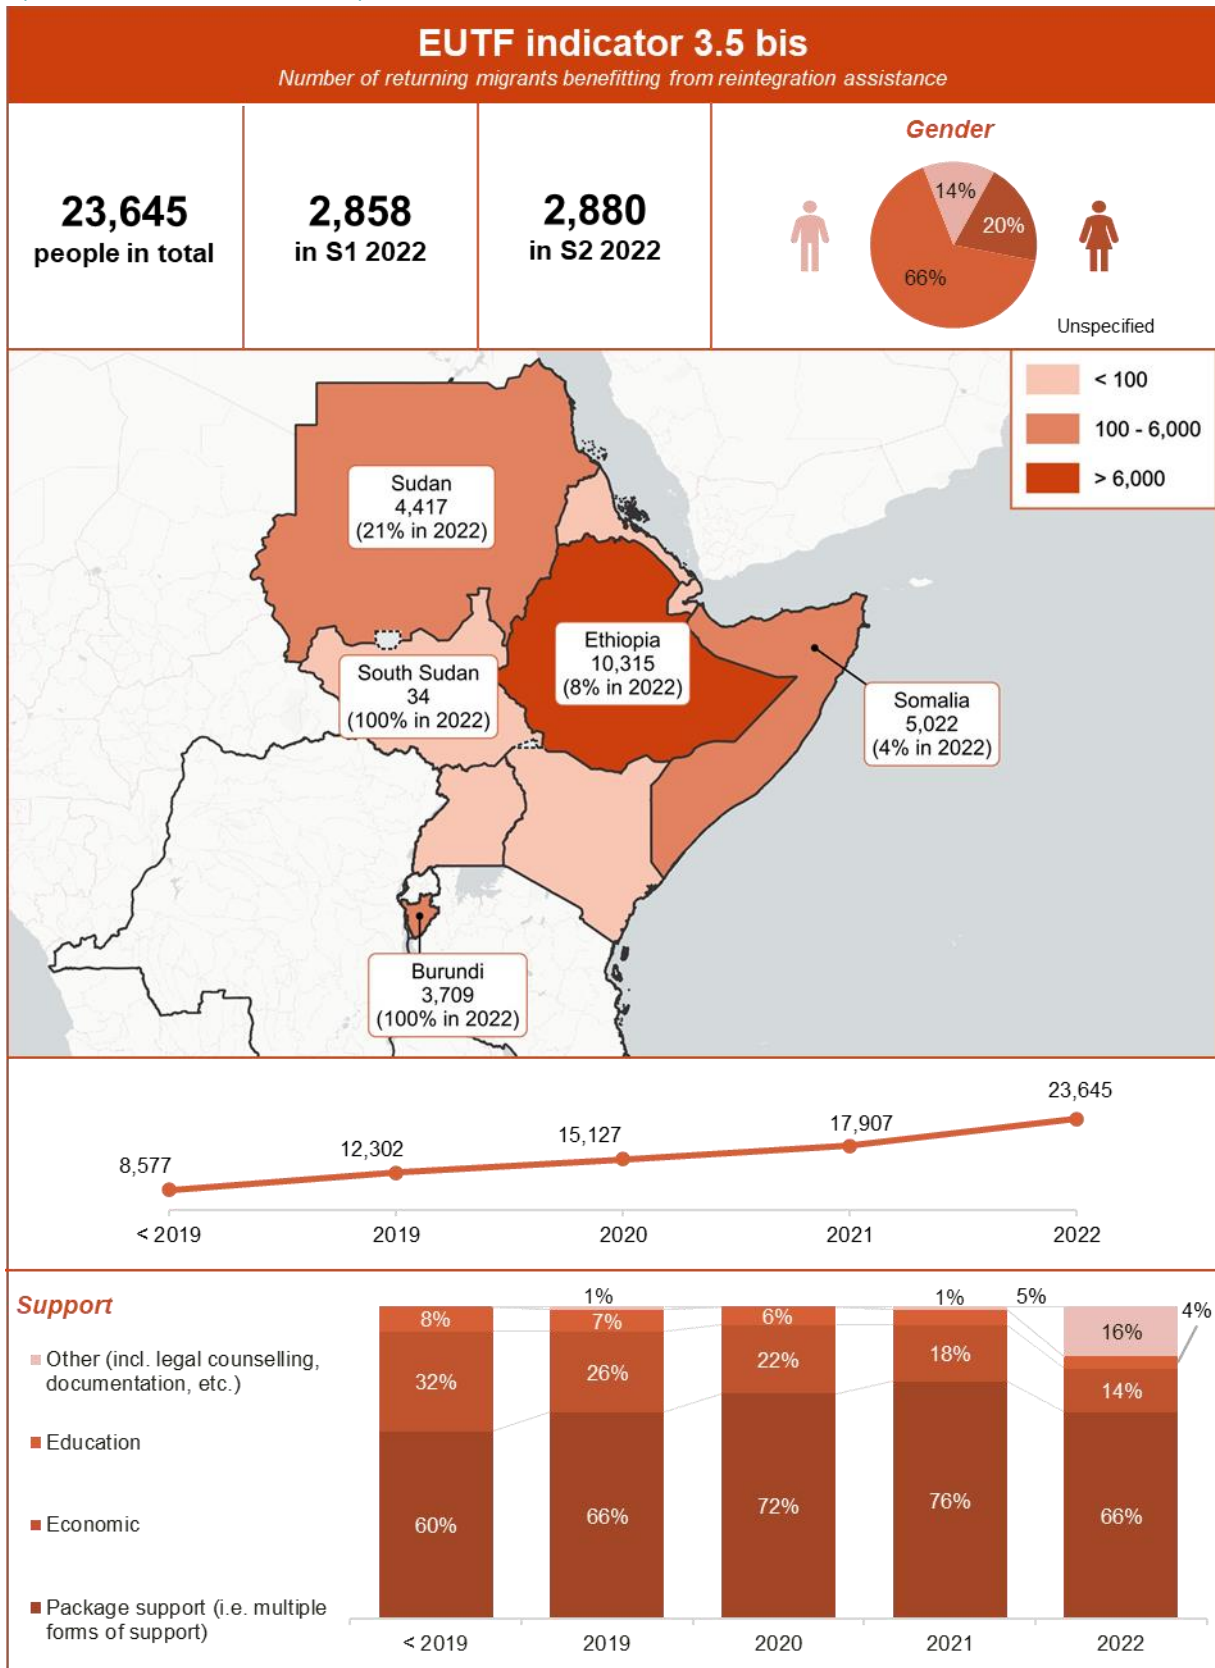 EUTF indicator 3.5 bis
Number of returning migrants benefitting from reintegration assistance
23,645
people in total
2,858
in S1 2022
2,880
in S2 2022
Gender
14%
20%
66%
Unspecified
< 100
100 - 6,000
> 6,000
Sudan
4,417
(21% in 2022)
Ethiopia
10,315
(8% in 2022)
South Sudan
34
(100% in 2022)
Somalia
5,022
(4% in 2022)
Burundi
3,709
(100% in 2022)
8,577
12,302
15,127
17,907
23,645
< 2019
2019
2020
2021
2022
Support
Other (incl. legal counselling,
documentation, etc.)
Education
Economic
Package support (i.e. multiple
forms of support)
8%
32%
60%
1%
7%
26%
66%
6%
22%
72%
1%
5%
18%
76%
16%
4%
14%
66%
< 2019
2019
2020
2021
2022